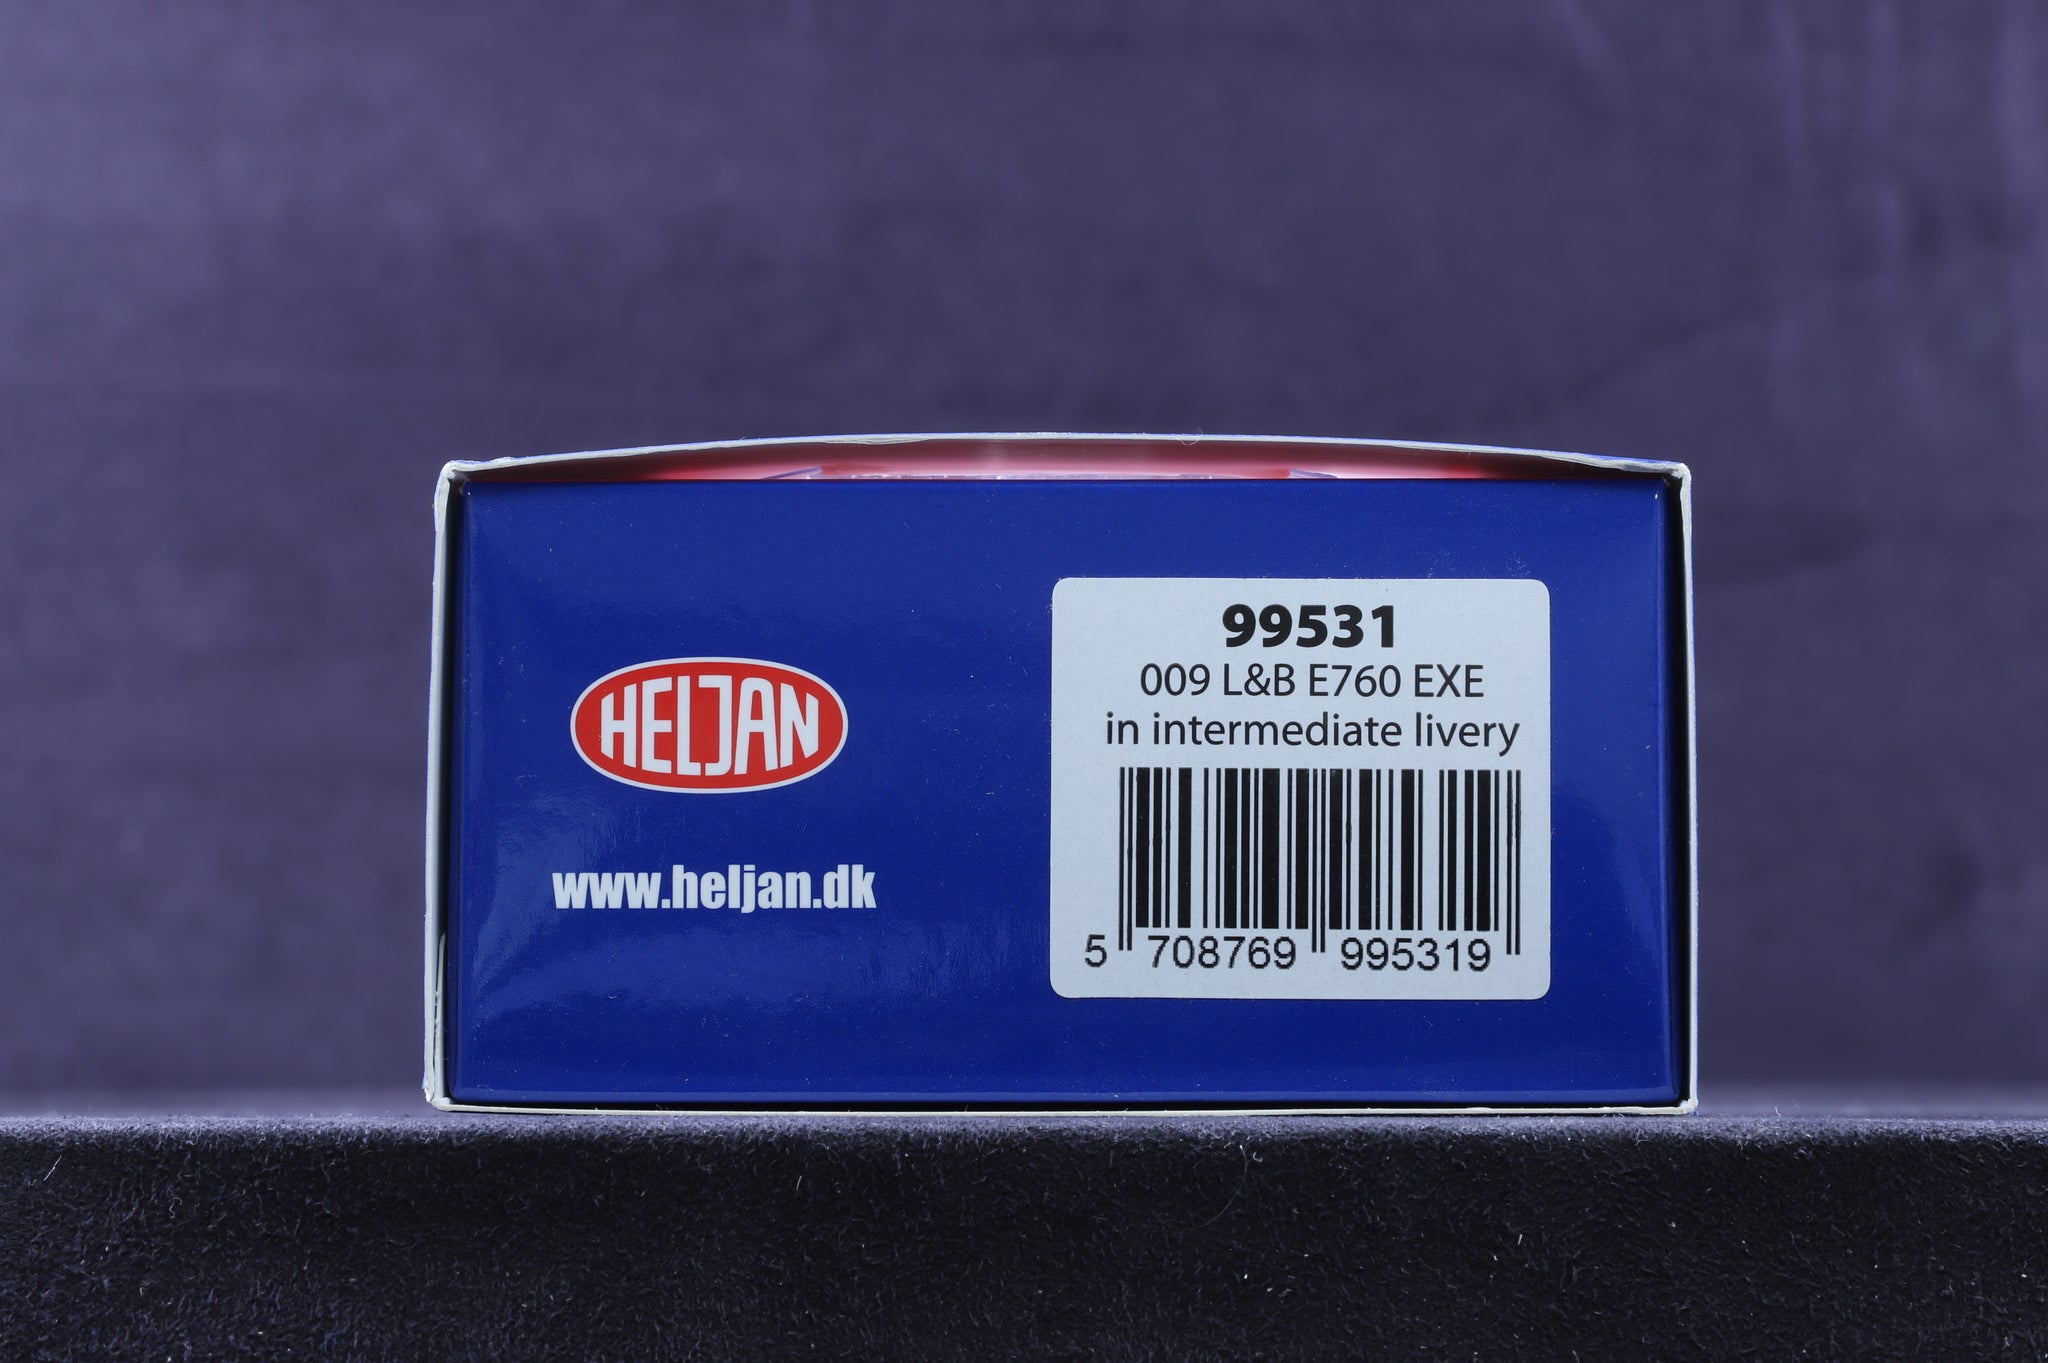 HELJAN
www.heljan.dk
99531
009 L&B E760 EXE
in intermediate livery
5 708769 995319